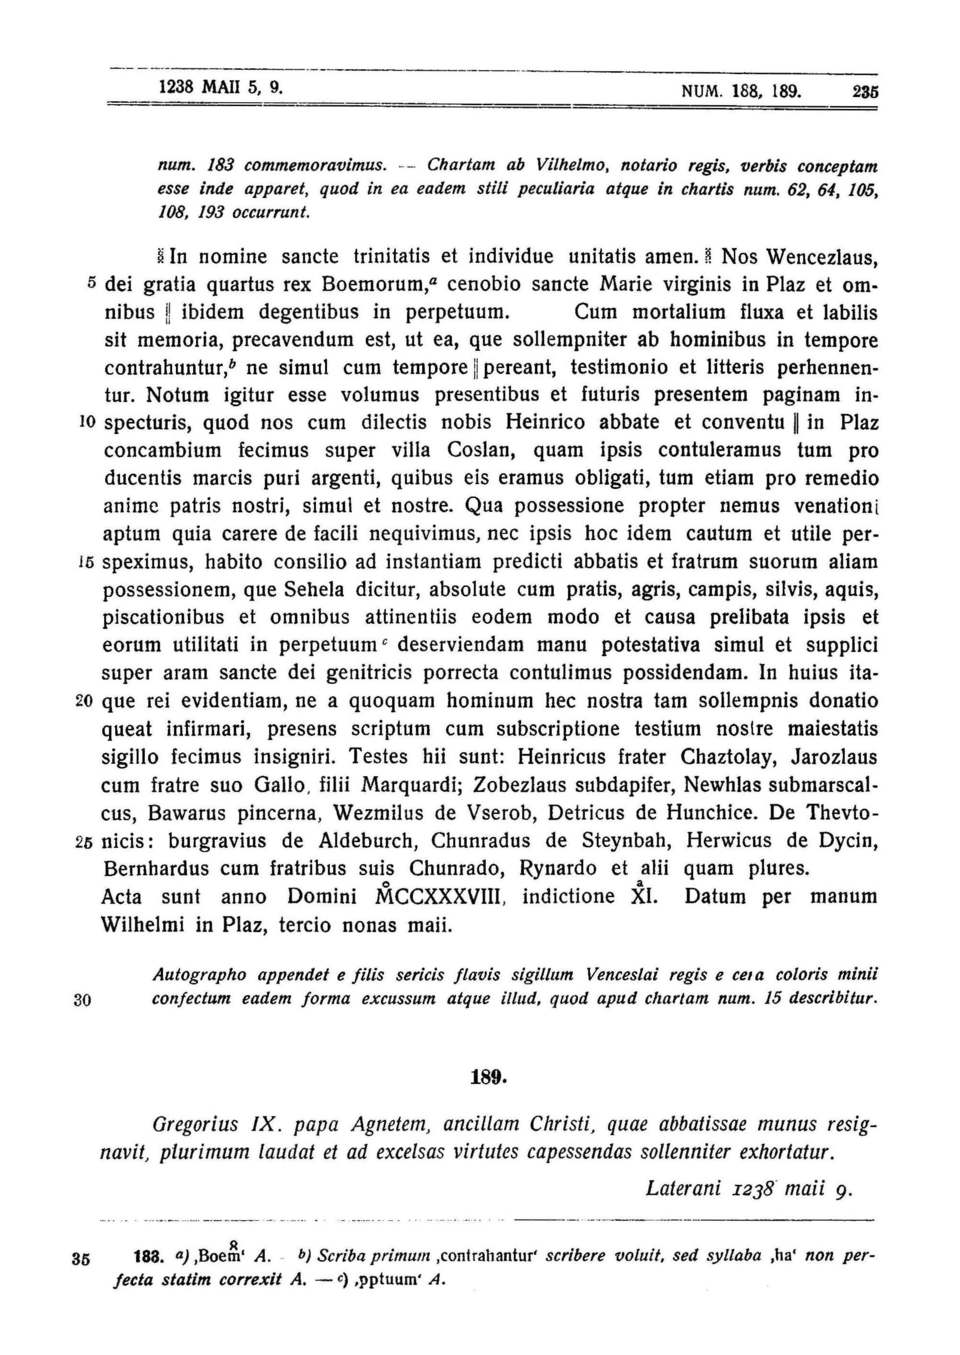 1238 MAII 5, 9. NUM. 188, 189. 235
num. 183 commemoravimus. — Chartam ab Vilhelmo, notario regis, verbis conceptam
esse inde apparet, quod in ea eadem stili peculiaria atque in chartis num. 62, 64, 105,
108, 193 occurrunt.
※ In nomine sancte trinitatis et individue unitatis amen. ※ Nos Wencezlaus,
5 dei gratia quartus rex Boemorum,a cenobio sancte Marie virginis in Plaz et om-
nibus || ibidem degentibus in perpetuum. Cum mortalium fluxa et labilis
sit memoria, precavendum est, ut ea, que sollempniter ab hominibus in tempore
contrahuntur,b ne simul cum tempore || pereant, testimonio et litteris perhennen-
tur. Notum igitur esse volumus presentibus et futuris presentem paginam in-
10 specturis, quod nos cum dilectis nobis Heinrico abbate et conventu || in Plaz
concambium fecimus super villa Coslan, quam ipsis contuleramus tum pro
ducentis marcis puri argenti, quibus eis eramus obligati, tum etiam pro remedio
anime patris nostri, simul et nostre. Qua possessione propter nemus venationi
aptum quia carere de facili nequivimus, nec ipsis hoc idem cautum et utile per-
15 speximus, habito consilio ad instantiam predicti abbatis et fratrum suorum aliam
possessionem, que Sehela dicitur, absolute cum pratis, agris, campis, silvis, aquis,
piscationibus et omnibus attinentiis eodem modo et causa prelibata ipsis et
eorum utilitati in perpetuum c deserviendam manu potestativa simul et supplici
super aram sancte dei genitricis porrecta contulimus possidendam. In huius ita-
20 que rei evidentiam, ne a quoquam hominum hec nostra tam sollempnis donatio
queat infirmari, presens scriptum cum subscriptione testium nostre maiestatis
sigillo fecimus insigniri. Testes hii sunt: Heinricus frater Chaztolay, Jarozlaus
cum fratre suo Gallo, filii Marquardi; Zobezlaus subdapifer, Newhlas submarscal-
cus, Bawarus pincerna, Wezmilus de Vserob, Detricus de Hunchice. De Thevto-
25 nicis: burgravius de Aldeburch, Chunradus de Steynbah, Herwicus de Dycin,
Bernhardus cum fratribus suis Chunrado, Rynardo et alii quam plures.
Acta sunt anno Domini M̊CCXXXVIII, indictione XͣI. Datum per manum
Wilhelmi in Plaz, tercio nonas maii.
Autographo appendet e filis sericis flavis sigillum Venceslai regis e cera coloris minii
30 confectum eadem forma excussum atque illud, quod apud chartam num. 15 describitur.
189.
Gregorius IX. papa Agnetem, ancillam Christi, quae abbatissae munus resig-
navit, plurimum laudat et ad excelsas virtutes capessendas sollenniter exhortatur.
Laterani 1238 maii 9.
35 188. a) ‚Boem‘ A. b) Scriba primum ‚contrahantur‘ scribere voluit, sed syllaba ‚ha‘ non per-
fecta statim correxit A. — c) ‚pptuum‘ A.